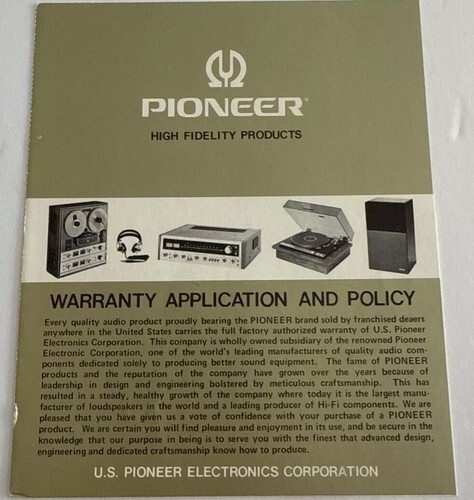 PIONEER®
HIGH FIDELITY PRODUCTS
WARRANTY APPLICATION AND POLICY
Every quality audio product proudly bearing the PIONEER brand sold by franchised deaers
anywhere in the United States carries the full factory authorized warranty of U.S. Pioneer
Electronics Corporation. This company is wholly owned subsidiary of the renowned Pioneer
Electronic Corporation, one of the world's leading manufacturers of quality audio com-
ponents dedicated solely to producing better sound equipment. The fame of PIONEER
products and the reputation of the company have grown over the years because of
leadership in design and engineering bolstered by meticulous craftsmanship. This has
resulted in a steady, healthy growth of the company where today it is the largest manu-
facturer of loudspeakers in the world and a leading producer of Hi-Fi components. We are
pleased that you have given us a vote of confidence with your purchase of a PIONEER
product. We are certain you will find pleasure and enjoyment in its use, and be secure in the
knowledge that our purpose in being is to serve you with the finest that advanced design,
engineering and dedicated craftsmanship know how to produce.
U.S. PIONEER ELECTRONICS CORPORATION